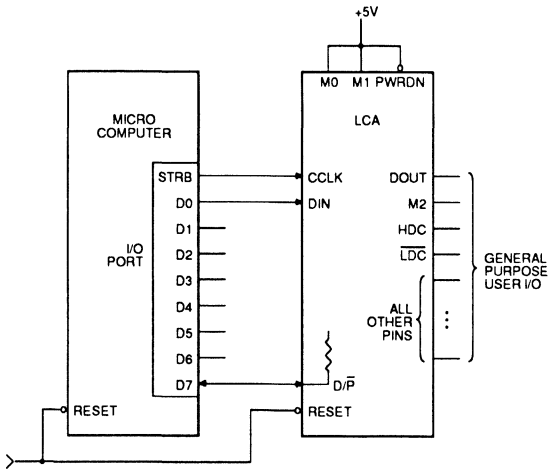 +5V
M0 M1 PWRDN
MICRO
COMPUTER
LCA
STRB
CCLK
DOUT
D0
DIN
M2
D1
HDC
I/O
PORT
D2
LDC
GENERAL
PURPOSE
USER I/O
D3
D4
ALL
OTHER
PINS
D5
D6
D7
D/P
RESET
RESET